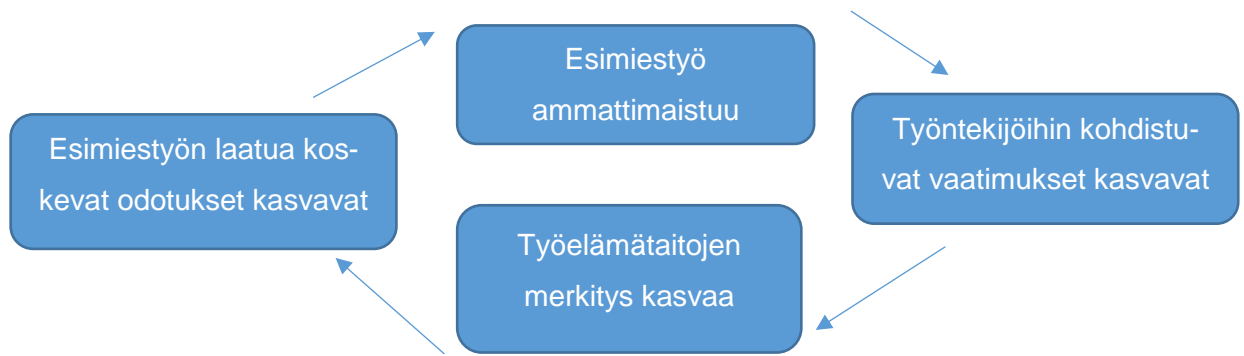 Esimiestyö
ammattimaistuu
Työntekijöihin kohdistu-
vat vaatimukset kasvavat
Työelämätaitojen
merkitys kasvaa
Esimiestyön laatua kos-
kevat odotukset kasvavat